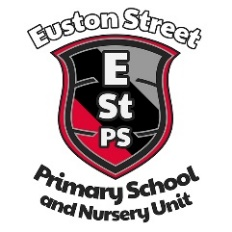 Euston Street
E
St
PS
Primary School
and Nursery Unit